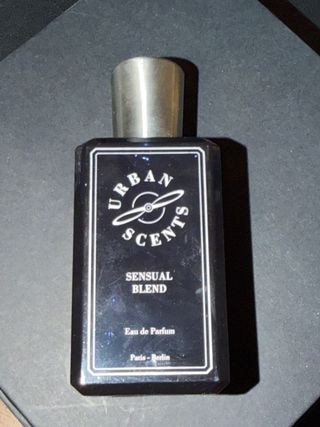 URBAN
SCENTS
SENSUAL
BLEND
Eau de Parfum
Paris - Berlin